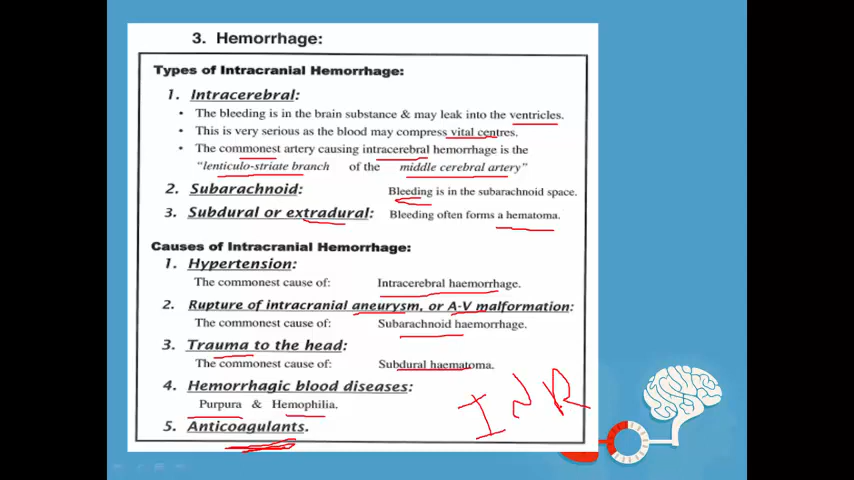 3. Hemorrhage:
Types of Intracranial Hemorrhage:
1. Intracerebral:
• The bleeding is in the brain substance & may leak into the ventricles.
• This is very serious as the blood may compress vital centres.
• The commonest artery causing intracerebral hemorrhage is the
"lenticulo-striate branch of the middle cerebral artery"
2. Subarachnoid: Bleeding is in the subarachnoid space.
3. Subdural or extradural: Bleeding often forms a hematoma.
Causes of Intracranial Hemorrhage:
1. Hypertension:
The commonest cause of: Intracerebral haemorrhage.
2. Rupture of intracranial aneurysm, or A-V malformation:
The commonest cause of: Subarachnoid haemorrhage.
3. Trauma to the head:
The commonest cause of: Subdural haematoma.
4. Hemorrhagic blood diseases:
Purpura & Hemophilia.
5. Anticoagulants.
INR